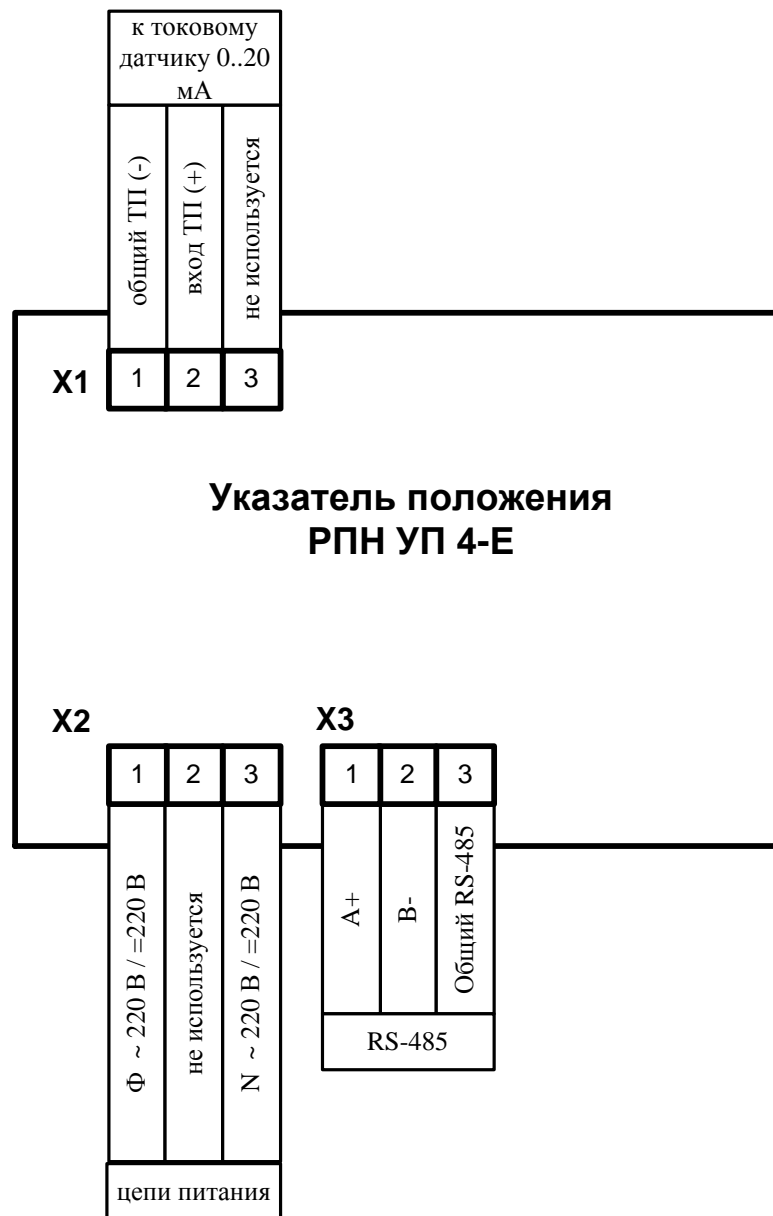 к токовому
датчику 0..20
мА
общий ТП (-)
вход ТП (+)
не используется
X1
1 2 3
Указатель положения
РПН УП 4-Е
X2
1 2 3
X3
1 2 3
Ф ~ 220 В / =220 В
не используется
N ~ 220 В / =220 В
A+
B-
Общий RS-485
RS-485
цепи питания